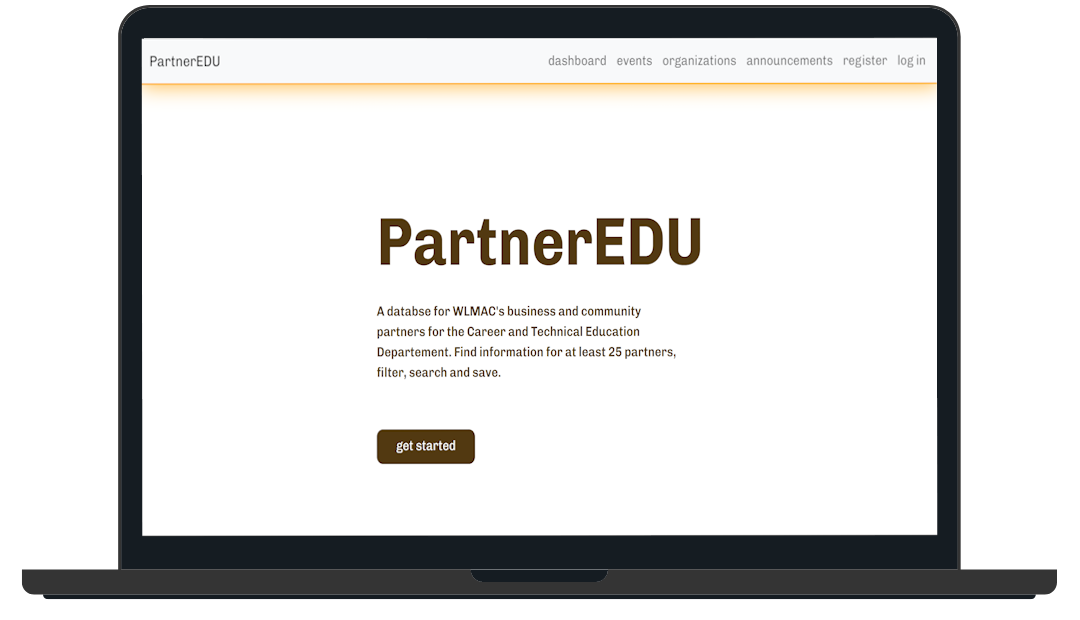 PartnerEDU dashboard events organizations announcements register log in
PartnerEDU
A databse for WLMAC's business and community
partners for the Career and Technical Education
Departement. Find information for at least 25 partners,
filter, search and save.
get started